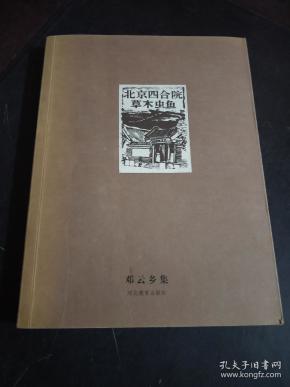 北京四合院
草木虫鱼
邓云乡集
河北教育出版社
孔夫子旧书网